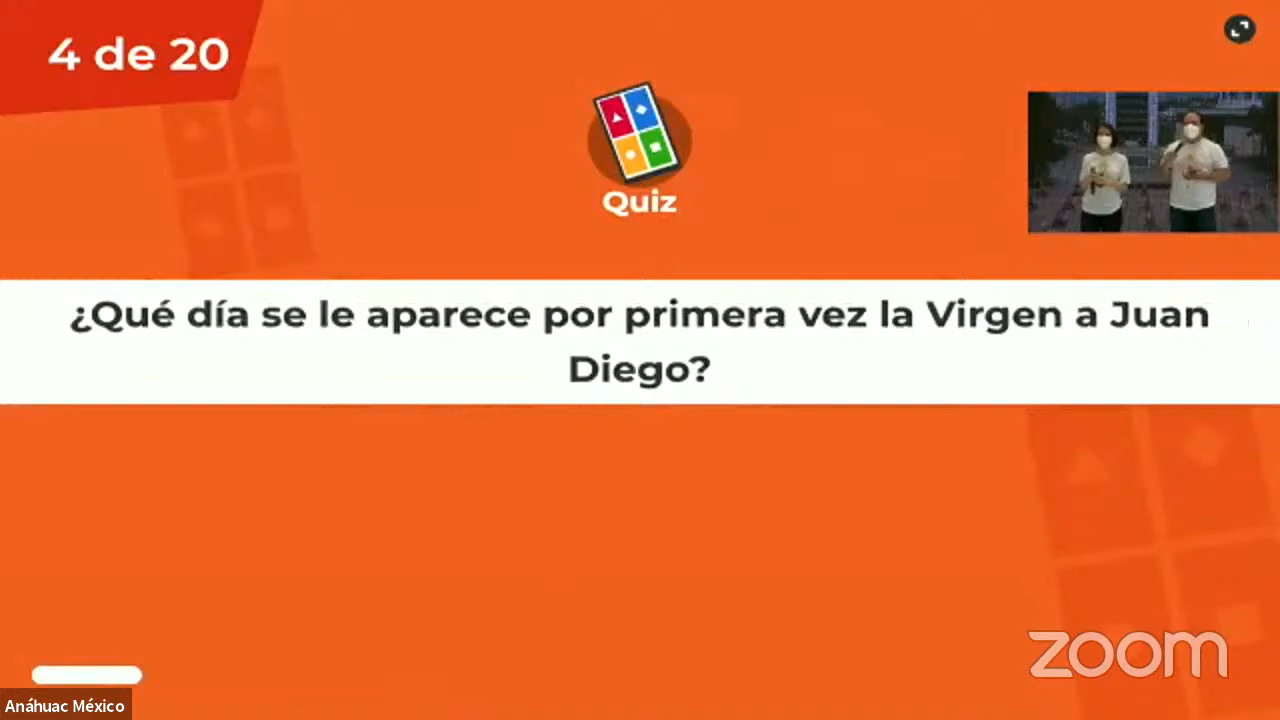 4 de 20
Quiz
¿Qué día se le aparece por primera vez la Virgen a Juan
Diego?
zoom
Anáhuac México